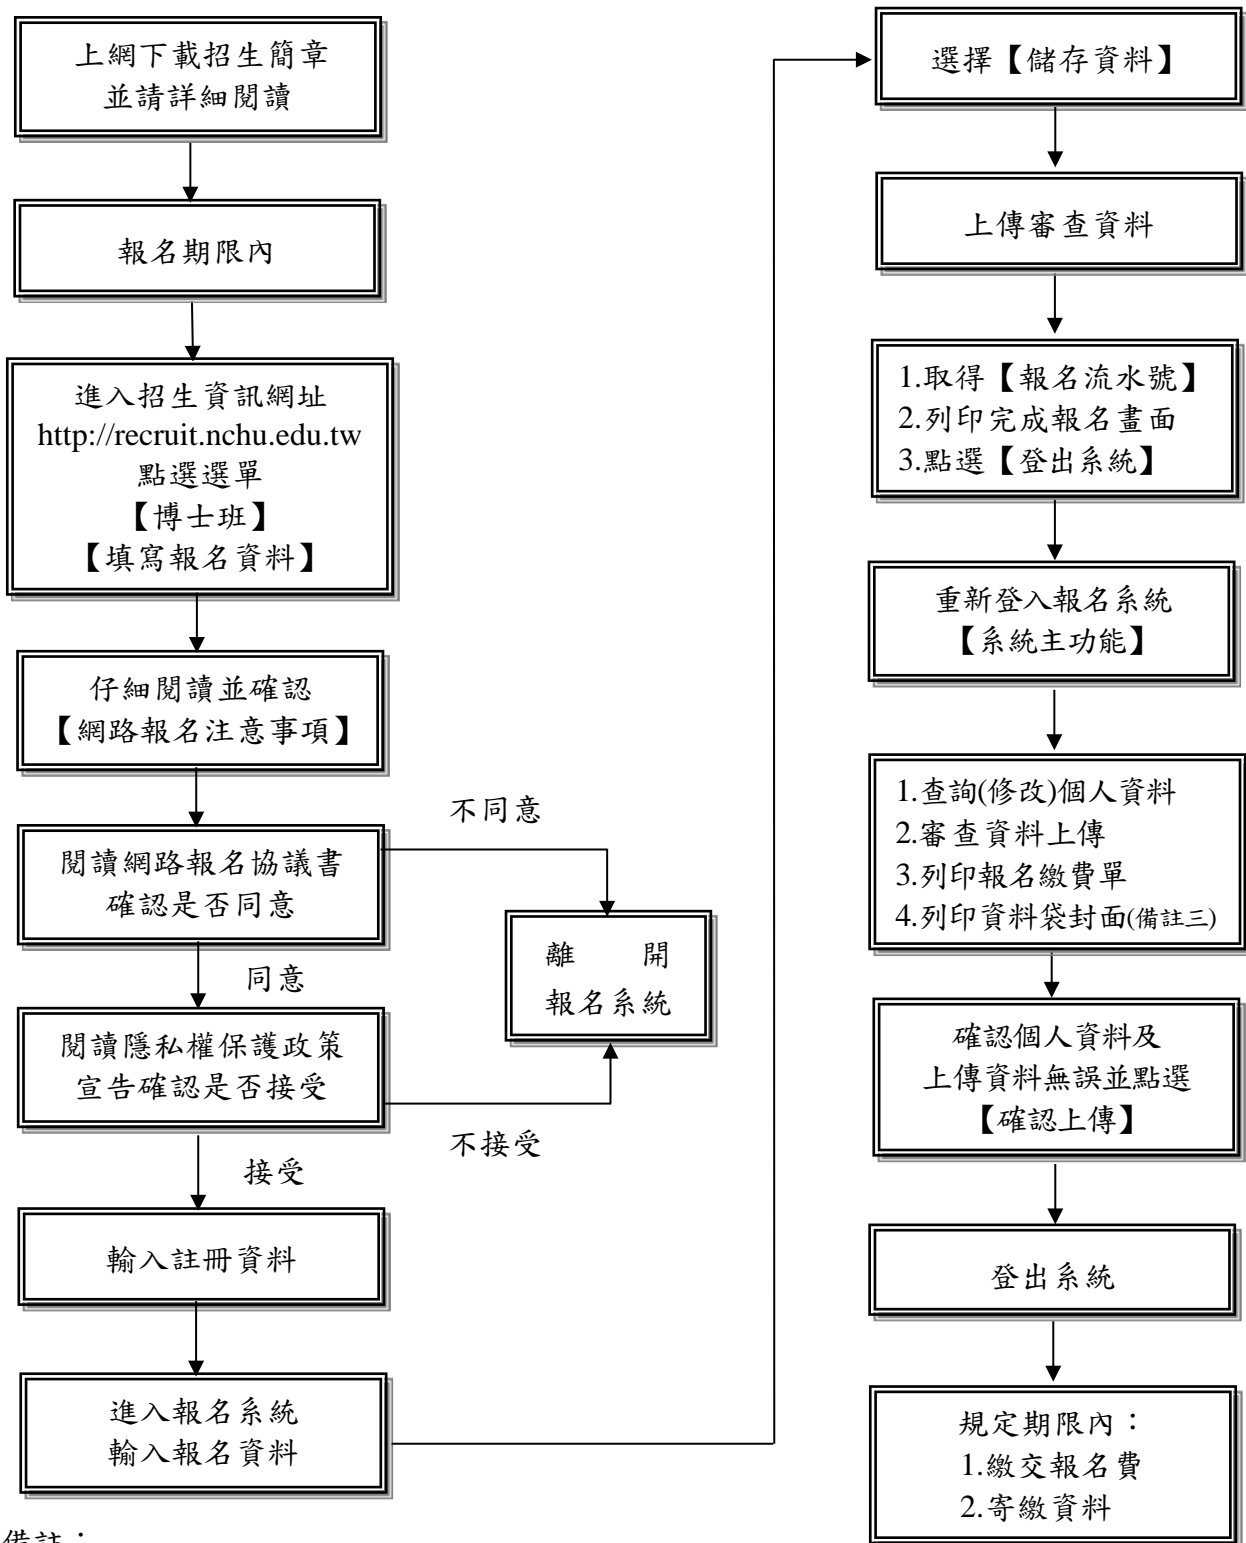 上網下載招生簡章
並請詳細閱讀
報名期限內
進入招生資訊網址
http://recruit.nchu.edu.tw
點選選單
【博士班】
【填寫報名資料】
仔細閱讀並確認
【網路報名注意事項】
閱讀網路報名協議書
確認是否同意
不同意
同意
離　　開
報名系統
閱讀隱私權保護政策
宣告確認是否接受
不接受
接受
輸入註冊資料
進入報名系統
輸入報名資料
選擇【儲存資料】
上傳審查資料
1.取得【報名流水號】
2.列印完成報名畫面
3.點選【登出系統】
重新登入報名系統
【系統主功能】
1.查詢(修改)個人資料
2.審查資料上傳
3.列印報名繳費單
4.列印資料袋封面(備註三)
確認個人資料及
上傳資料無誤並點選
【確認上傳】
登出系統
規定期限內：
1.繳交報名費
2.寄繳資料
備註：